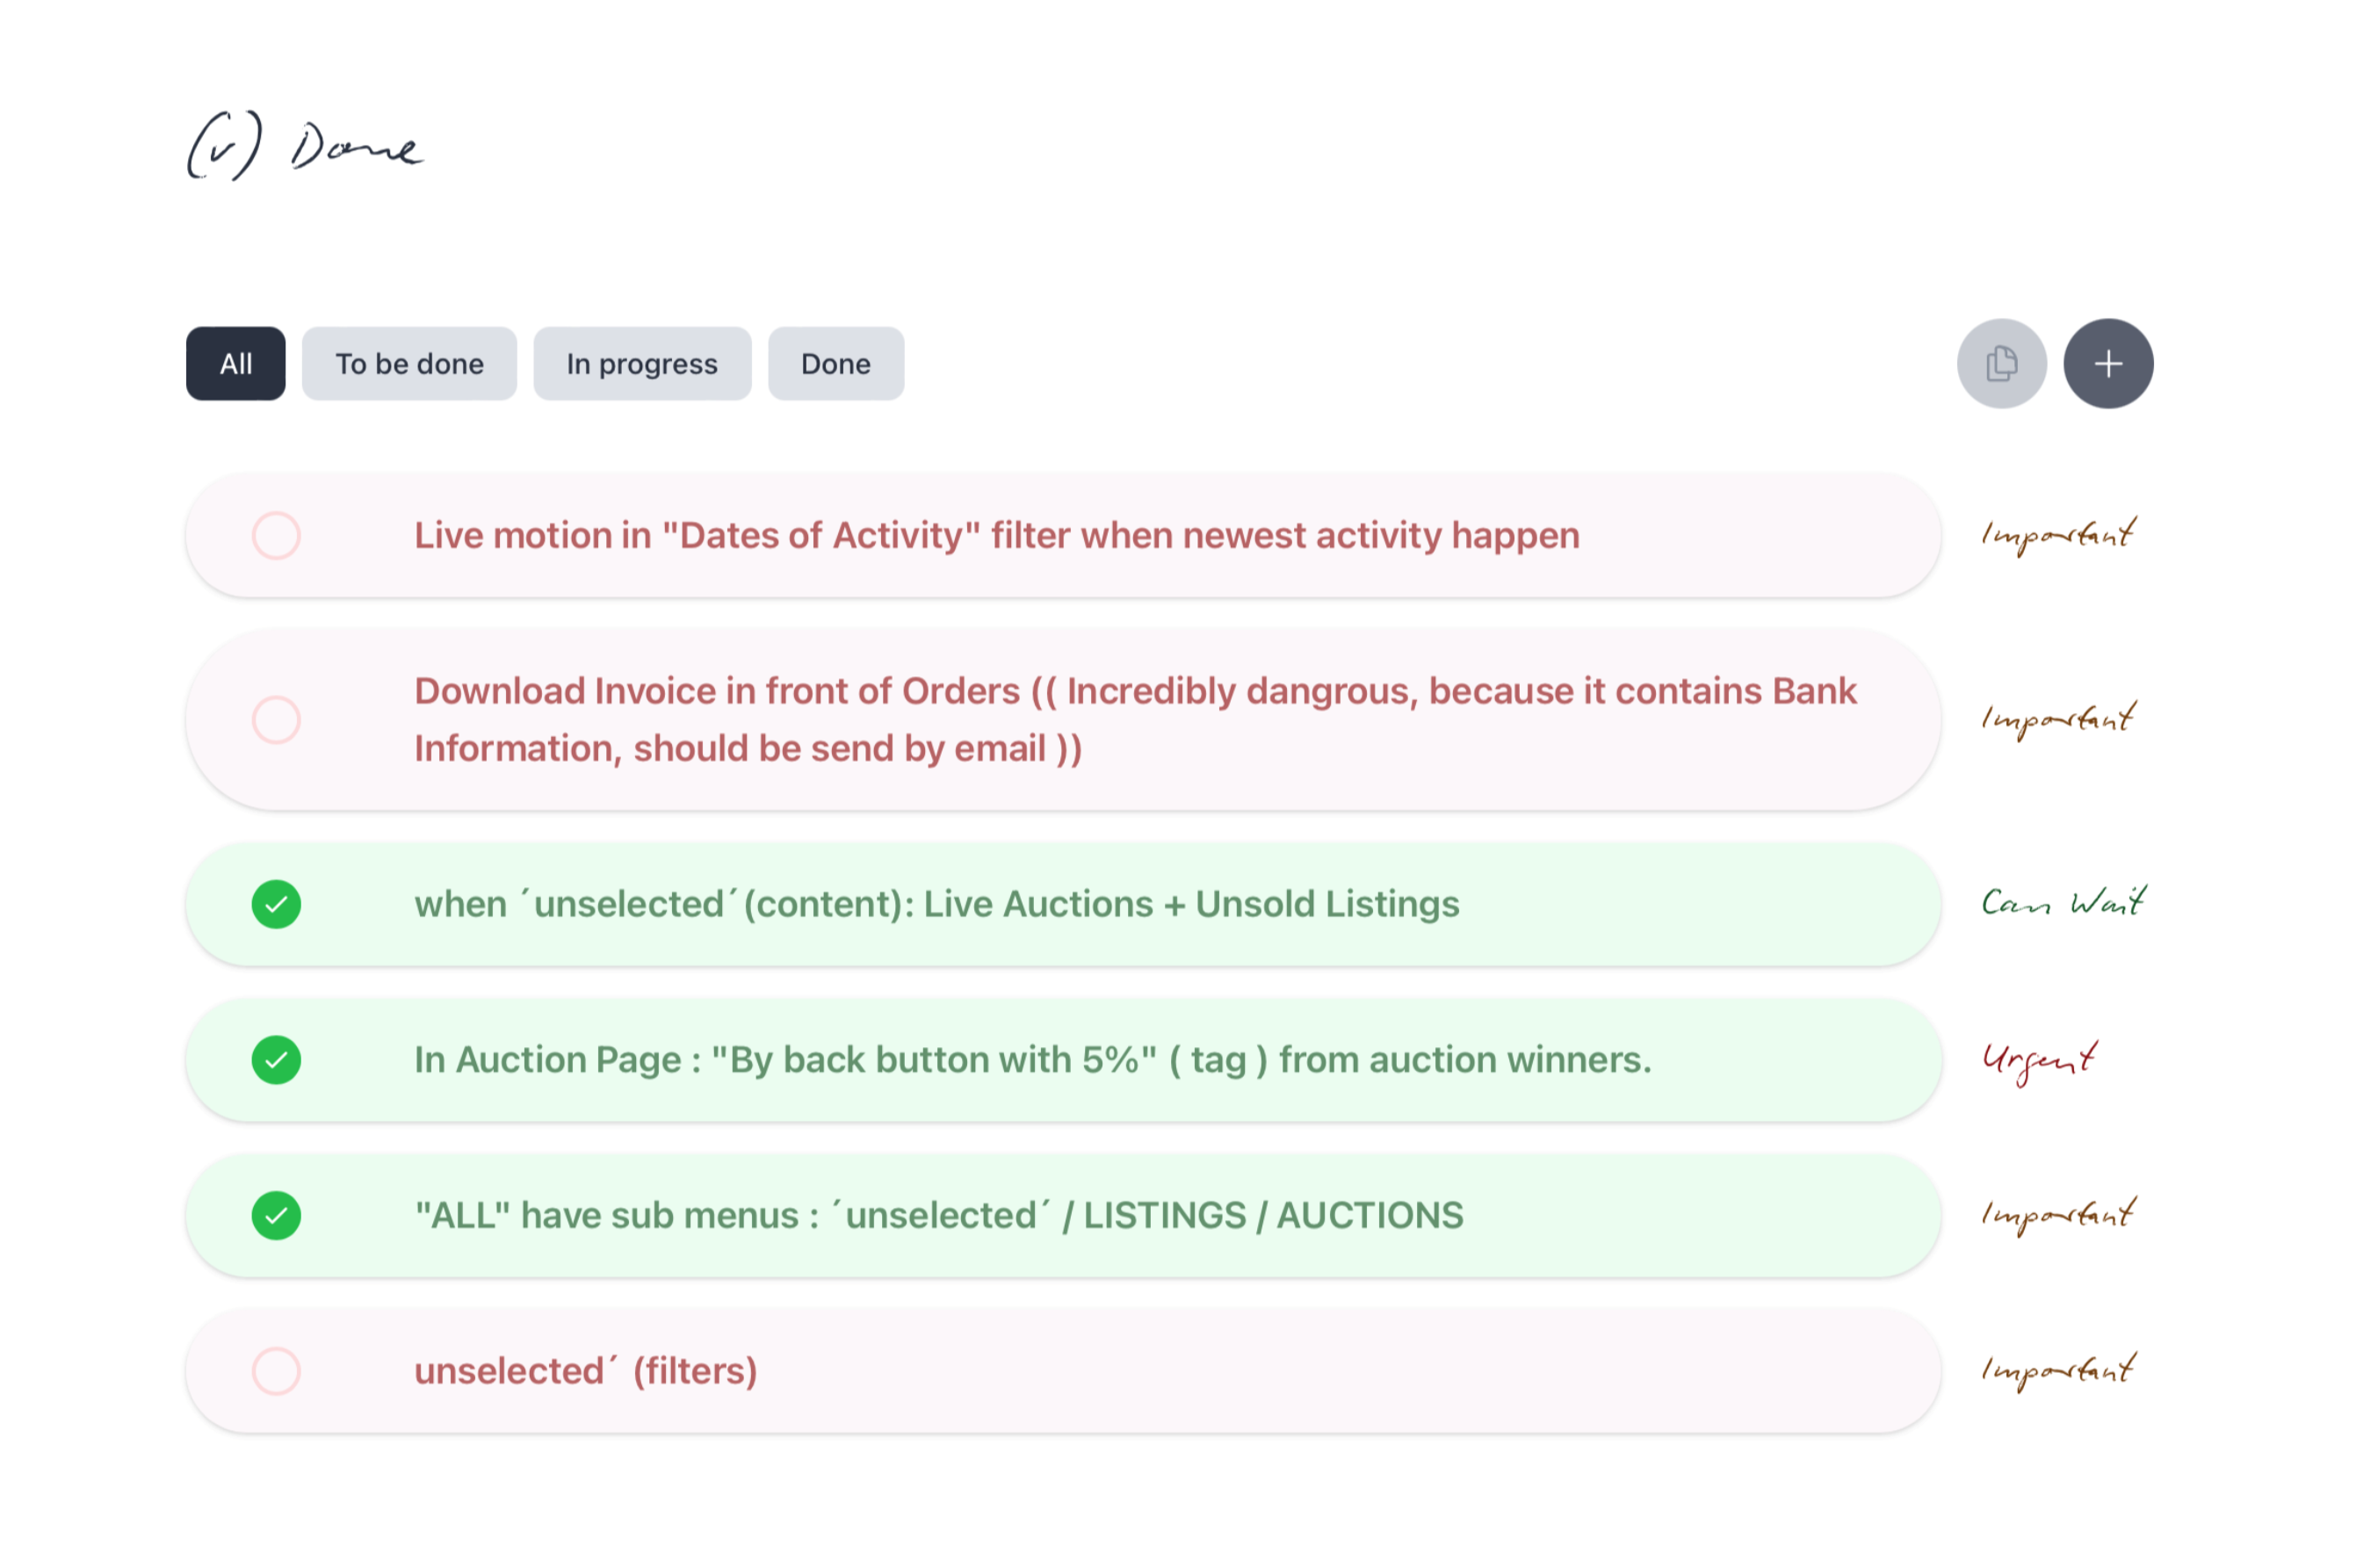 (v) Done
All To be done In progress Done
Live motion in "Dates of Activity" filter when newest activity happen Important
Download Invoice in front of Orders (( Incredibly dangrous, because it contains Bank
Information, should be send by email )) Important
when ´unselected´(content): Live Auctions + Unsold Listings Can Wait
In Auction Page : "By back button with 5%" ( tag ) from auction winners. Urgent
"ALL" have sub menus : ´unselected´ / LISTINGS / AUCTIONS Important
unselected´ (filters) Important